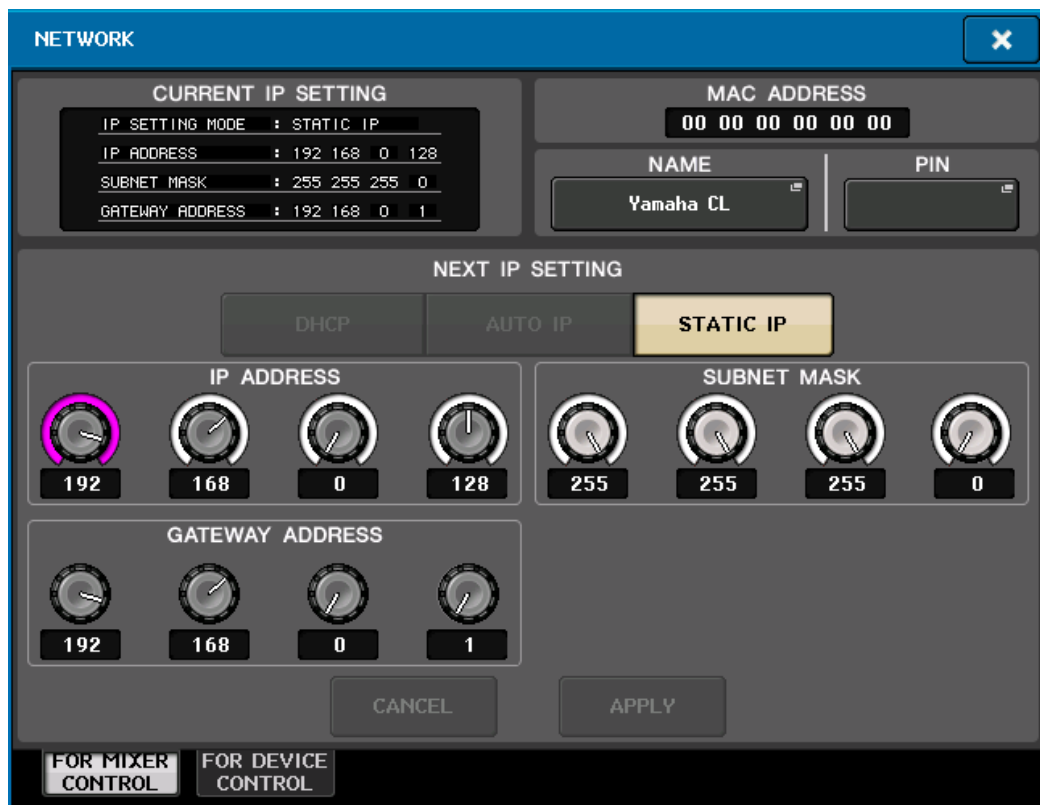 NETWORK
CURRENT IP SETTING
IP SETTING MODE : STATIC IP
IP ADDRESS : 192 168 0 128
SUBNET MASK : 255 255 255 0
GATEWAY ADDRESS : 192 168 0 1
MAC ADDRESS
00 00 00 00 00 00
NAME
Yamaha CL
PIN
NEXT IP SETTING
DHCP AUTO IP STATIC IP
IP ADDRESS
192 168 0 128
SUBNET MASK
255 255 255 0
GATEWAY ADDRESS
192 168 0 1
CANCEL APPLY
FOR MIXER
CONTROL
FOR DEVICE
CONTROL